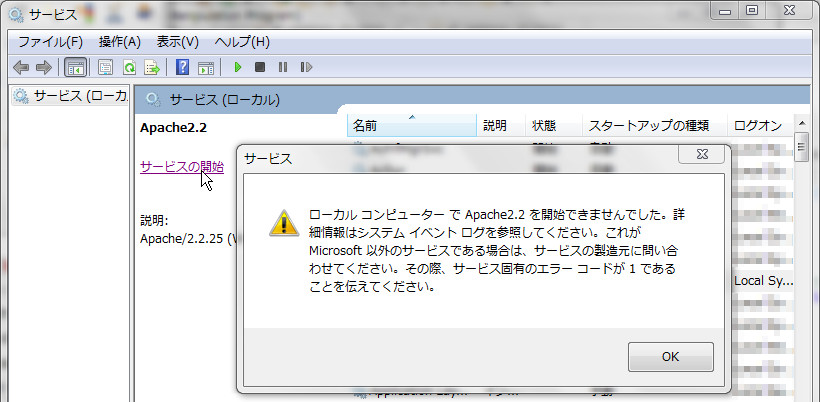 サービス
ファイル(F) 操作(A) 表示(V) ヘルプ(H)
サービス (ローカ
サービス (ローカル)
Apache2.2
サービスの開始
説明:
Apache/2.2.25 (
名前 説明 状態 スタートアップの種類 ログオン
サービス
ローカル コンピューター で Apache2.2 を開始できませんでした。詳
細情報はシステム イベント ログを参照してください。これが
Microsoft 以外のサービスである場合は、サービスの製造元に問い合
わせてください。その際、サービス固有のエラー コードが 1 である
ことを伝えてください。
OK
Local Sy...